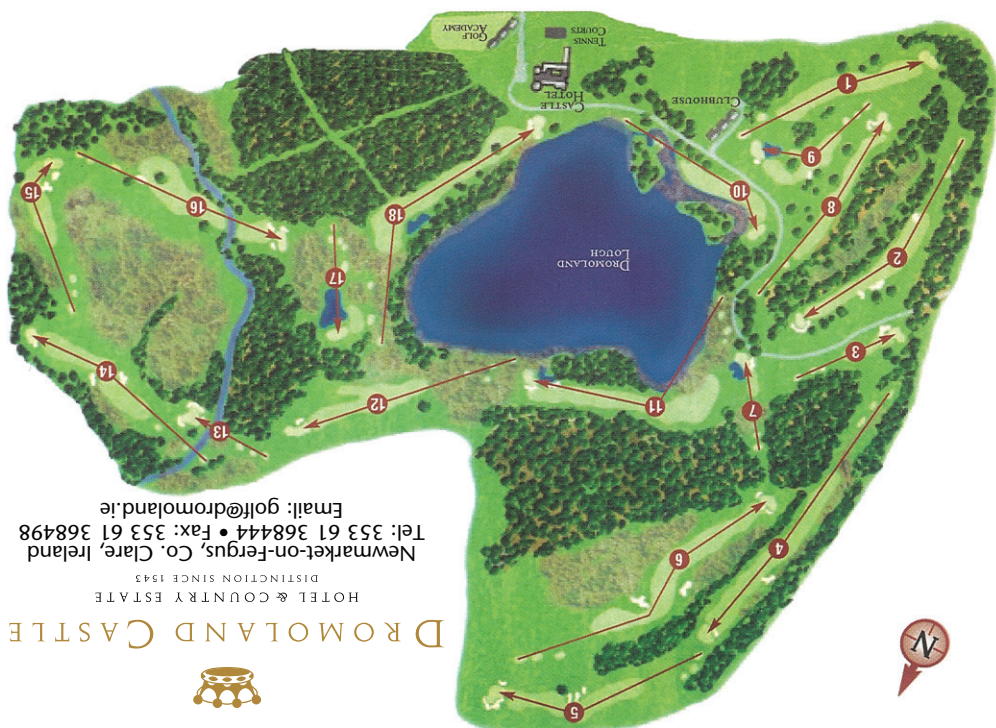 DROMOLAND CASTLE
HOTEL & COUNTRY ESTATE
DISTINCTION SINCE 1543
Newmarket-on-Fergus, Co. Clare, Ireland
Tel: 353 61 368444 • Fax: 353 61 368498
Email: golf@dromoland.ie
N
5
6
4
13
11
12
7
14
3
17
DROMOLAND
LOUGH
2
18
16
8
10
15
9
CLUBHOUSE
CASTLE
HOTEL
1
TENNIS
COURTS
GOLF
ACADEMY